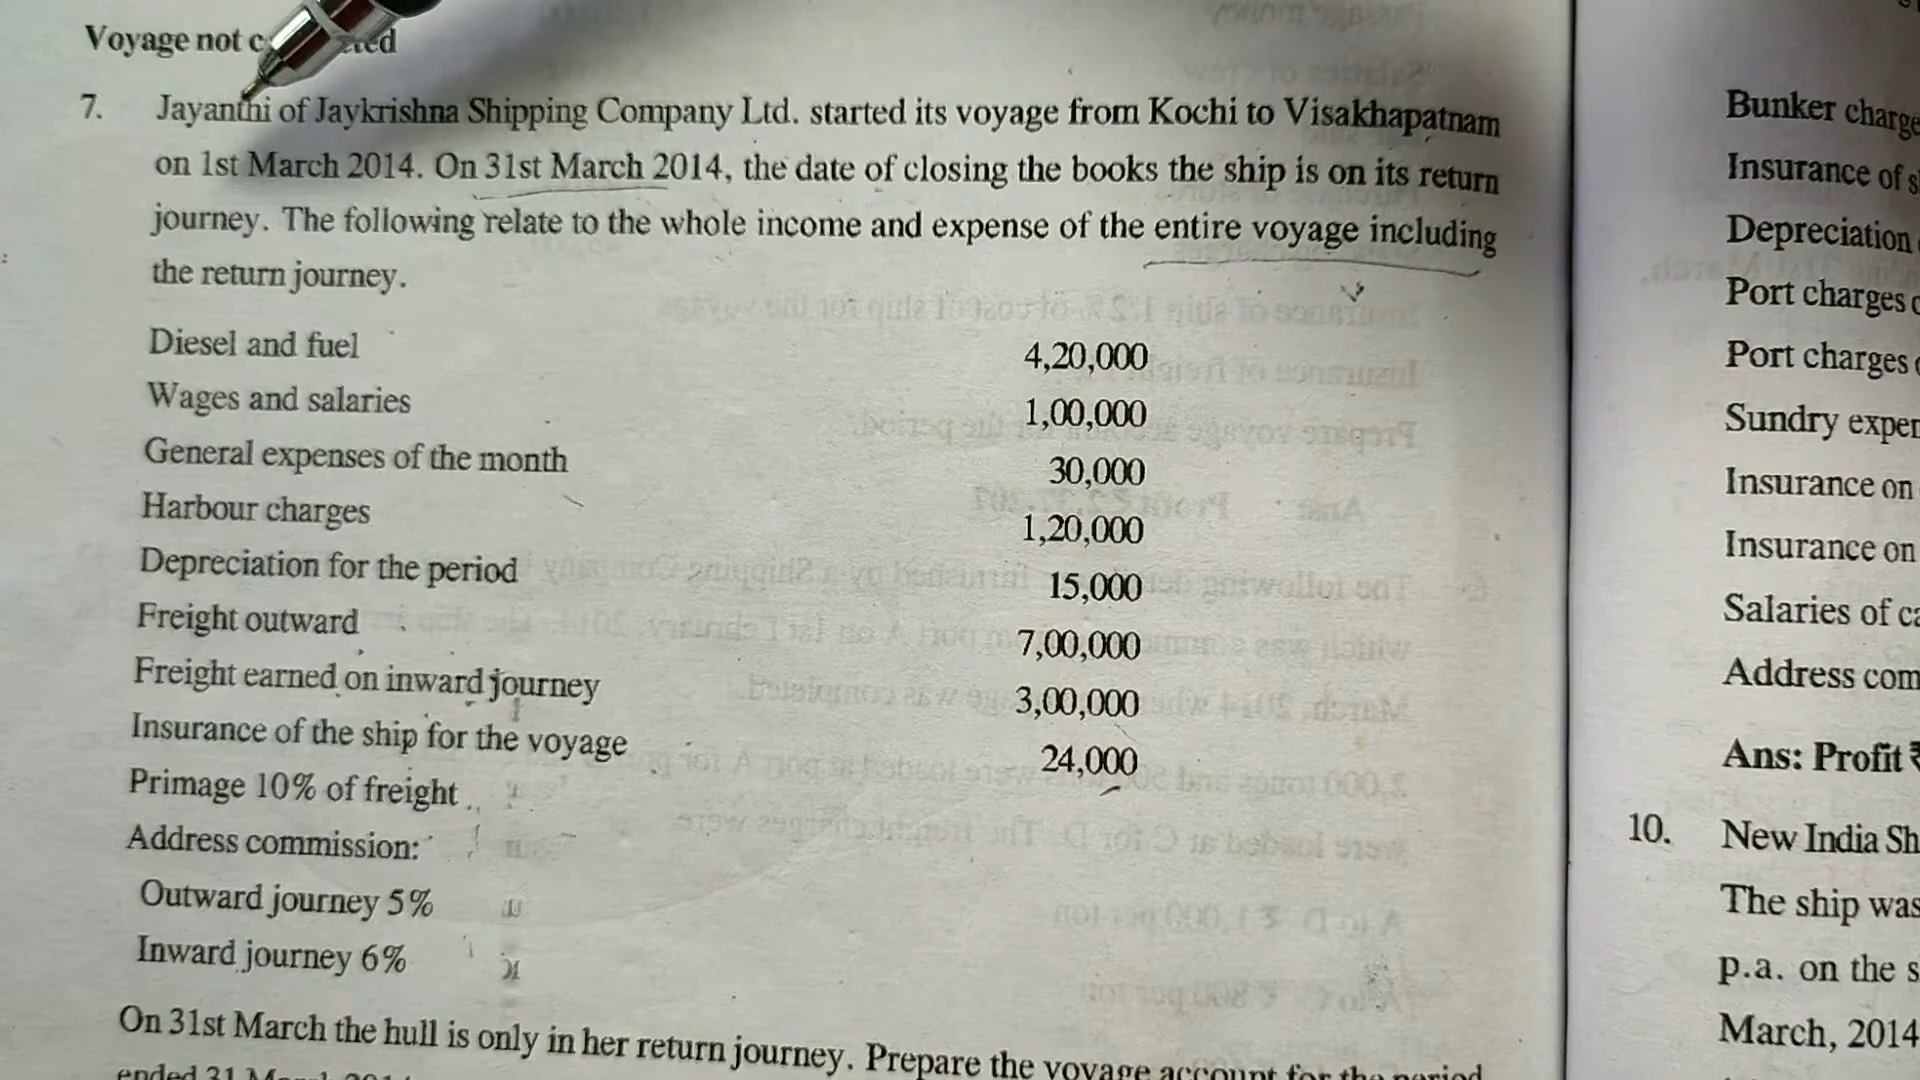 Voyage not
7. Jayanthi of Jaykrishna Shipping Company Ltd. started its voyage from Kochi to Visakhapatnam
on 1st March 2014. On 31st March 2014, the date of closing the books the ship is on its return
journey. The following relate to the whole income and expense of the entire voyage including
the return journey.
Diesel and fuel 4,20,000
Wages and salaries 1,00,000
General expenses of the month 30,000
Harbour charges 1,20,000
Depreciation for the period 15,000
Freight outward 7,00,000
Freight earned on inward journey 3,00,000
Insurance of the ship for the voyage 24,000
Primage 10% of freight
Address commission:
Outward journey 5%
Inward journey 6%
On 31st March the hull is only in her return journey. Prepare the voyage account for the period
ended 31
Bunker charge
Insurance of s
Depreciation
Port charges
Port charges
Sundry exper
Insurance on
Insurance on
Salaries of ca
Address com
Ans: Profit ₹
10. New India Sh
The ship was
p.a. on the s
March, 2014